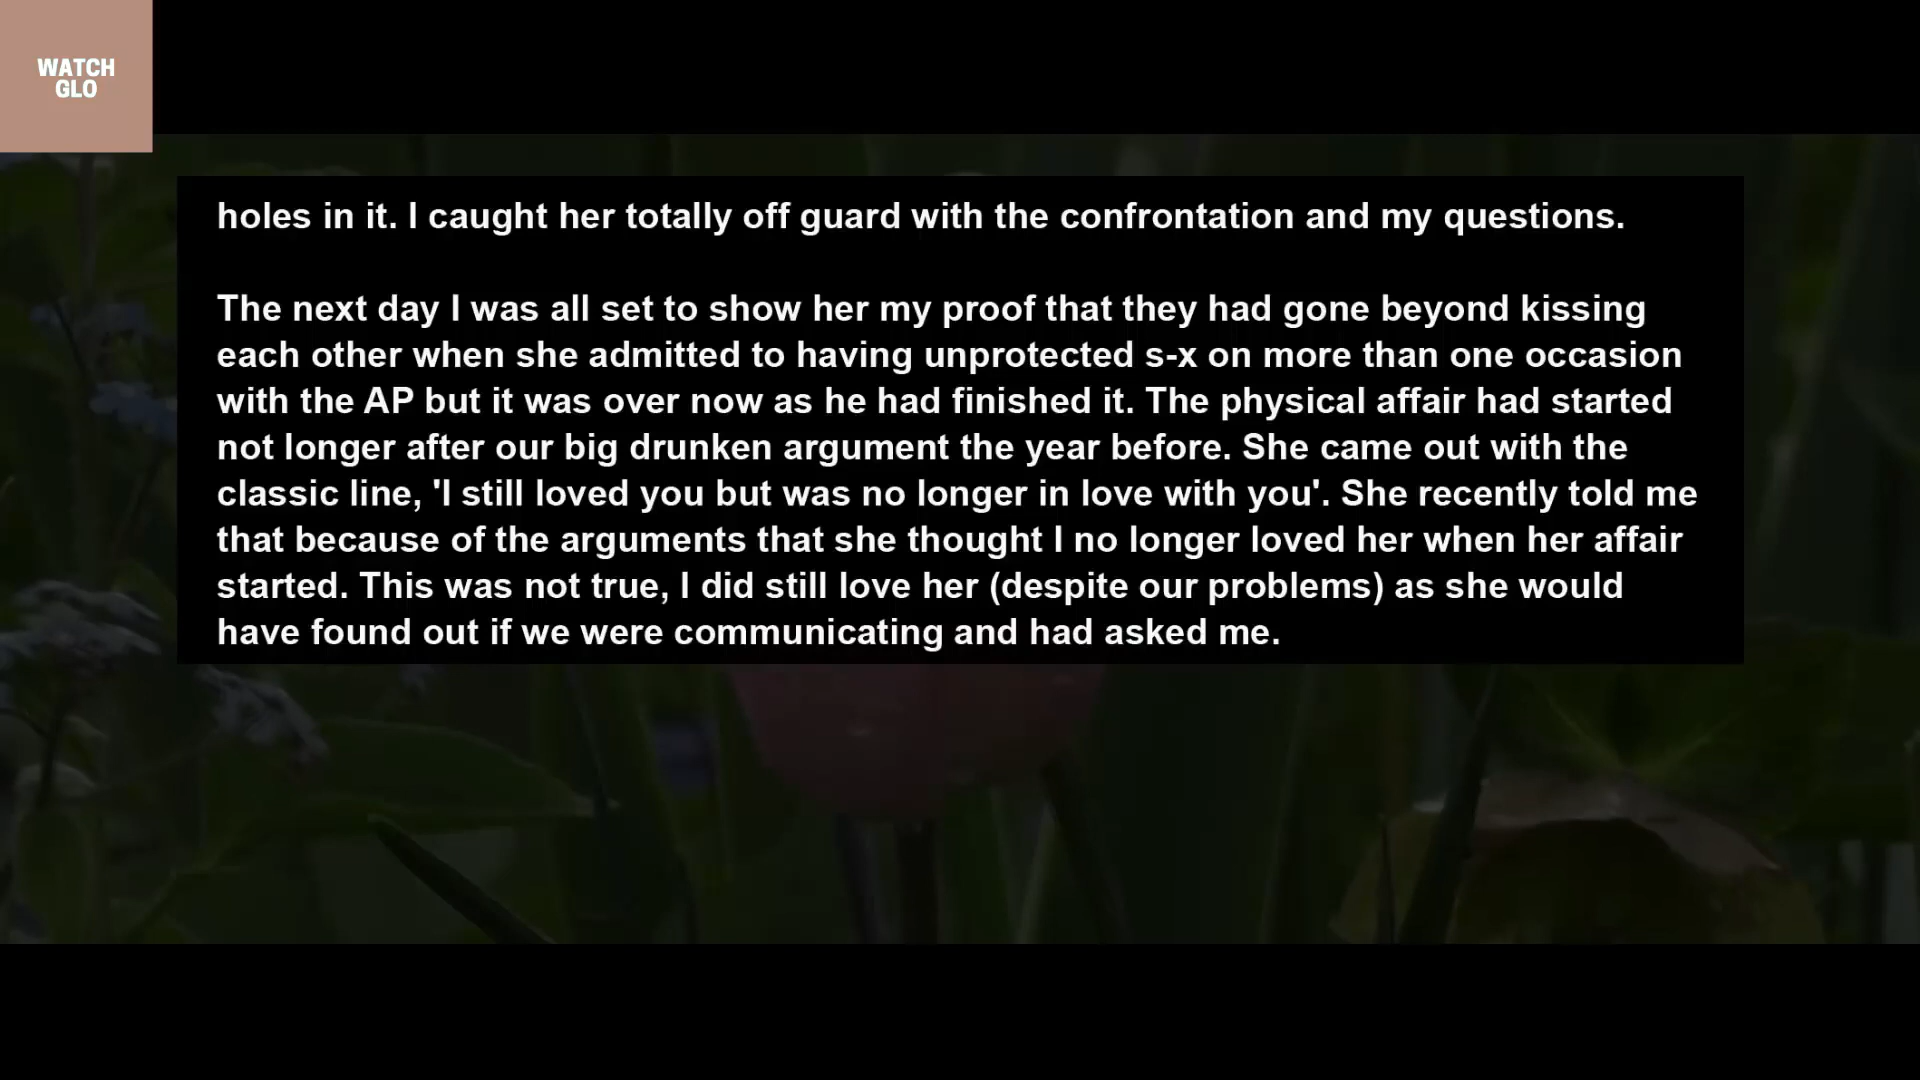 WATCH
GLO
holes in it. I caught her totally off guard with the confrontation and my questions.
The next day I was all set to show her my proof that they had gone beyond kissing
each other when she admitted to having unprotected s-x on more than one occasion
with the AP but it was over now as he had finished it. The physical affair had started
not longer after our big drunken argument the year before. She came out with the
classic line, 'I still loved you but was no longer in love with you'. She recently told me
that because of the arguments that she thought I no longer loved her when her affair
started. This was not true, I did still love her (despite our problems) as she would
have found out if we were communicating and had asked me.